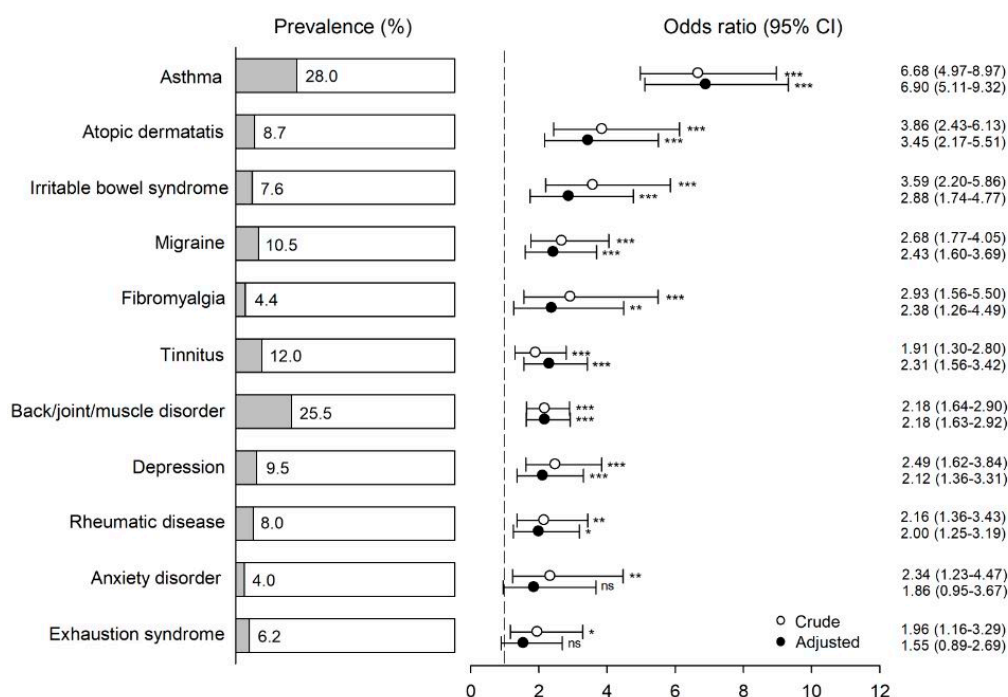 Prevalence (%) Odds ratio (95% CI)
Asthma 28.0 *** 6.68 (4.97-8.97)
*** 6.90 (5.11-9.32)
Atopic dermatatis 8.7 *** 3.86 (2.43-6.13)
*** 3.45 (2.17-5.51)
Irritable bowel syndrome 7.6 *** 3.59 (2.20-5.86)
*** 2.88 (1.74-4.77)
Migraine 10.5 *** 2.68 (1.77-4.05)
*** 2.43 (1.60-3.69)
Fibromyalgia 4.4 *** 2.93 (1.56-5.50)
** 2.38 (1.26-4.49)
Tinnitus 12.0 *** 1.91 (1.30-2.80)
*** 2.31 (1.56-3.42)
Back/joint/muscle disorder 25.5 *** 2.18 (1.64-2.90)
*** 2.18 (1.63-2.92)
Depression 9.5 *** 2.49 (1.62-3.84)
*** 2.12 (1.36-3.31)
Rheumatic disease 8.0 ** 2.16 (1.36-3.43)
* 2.00 (1.25-3.19)
Anxiety disorder 4.0 ** 2.34 (1.23-4.47)
ns 1.86 (0.95-3.67)
Exhaustion syndrome 6.2 * Crude 1.96 (1.16-3.29)
ns Adjusted 1.55 (0.89-2.69)
0 2 4 6 8 10 12